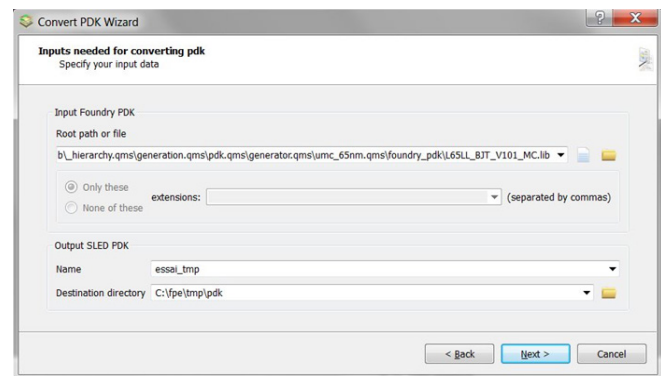 Convert PDK Wizard
Inputs needed for converting pdk
Specify your input data
Input Foundry PDK
Root path or file
b\_hierarchy.qms\generation.qms\pdk.qms\generator.qms\umc_65nm.qms\foundry_pdk\L65LL_BJT_V101_MC.lib
Only these
None of these
extensions:
(separated by commas)
Output SLED PDK
Name
essai_tmp
Destination directory
C:\fpe\tmp\pdk
< Back
Next >
Cancel